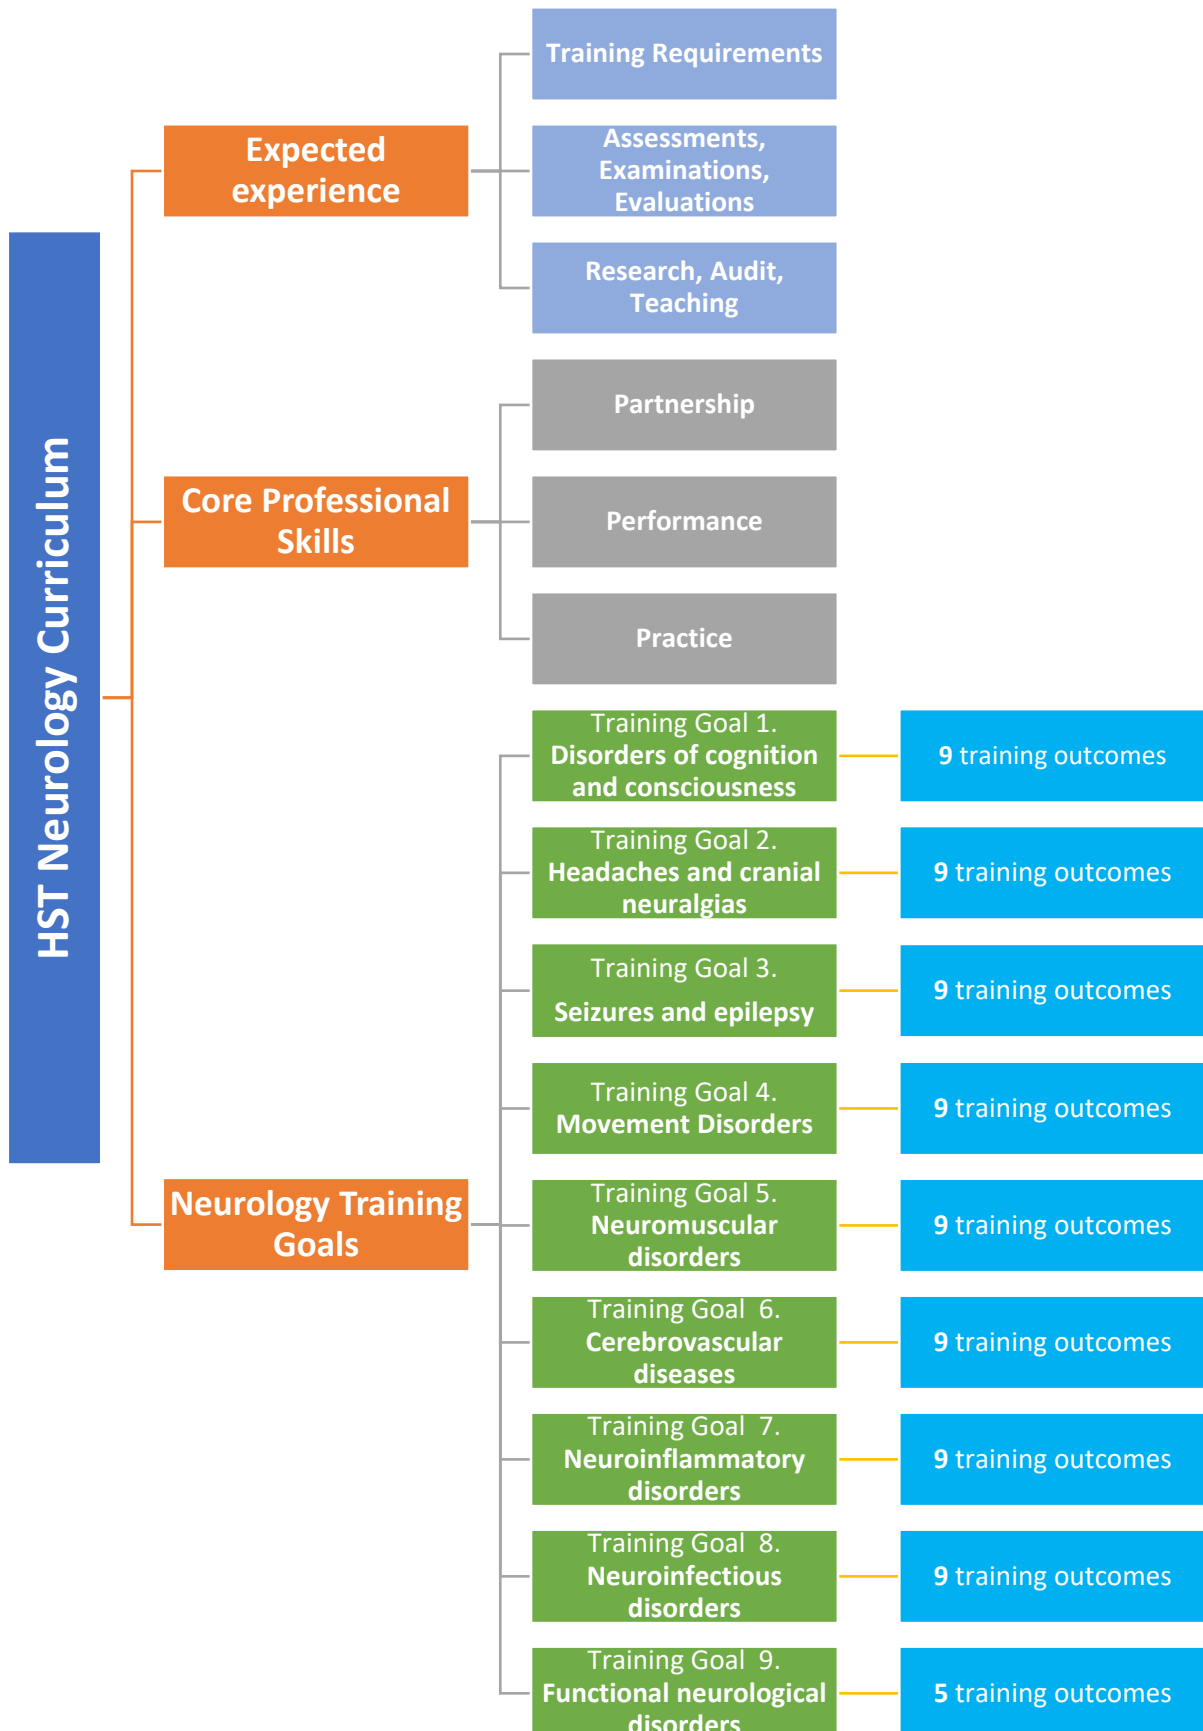 HST Neurology Curriculum
Expected
experience
Training Requirements
Assessments,
Examinations,
Evaluations
Research, Audit,
Teaching
Core Professional
Skills
Partnership
Performance
Practice
Neurology Training
Goals
Training Goal 1.
Disorders of cognition
and consciousness
9 training outcomes
Training Goal 2.
Headaches and cranial
neuralgias
9 training outcomes
Training Goal 3.
Seizures and epilepsy
9 training outcomes
Training Goal 4.
Movement Disorders
9 training outcomes
Training Goal 5.
Neuromuscular
disorders
9 training outcomes
Training Goal 6.
Cerebrovascular
diseases
9 training outcomes
Training Goal 7.
Neuroinflammatory
disorders
9 training outcomes
Training Goal 8.
Neuroinfectious
disorders
9 training outcomes
Training Goal 9.
Functional neurological
disorders
5 training outcomes